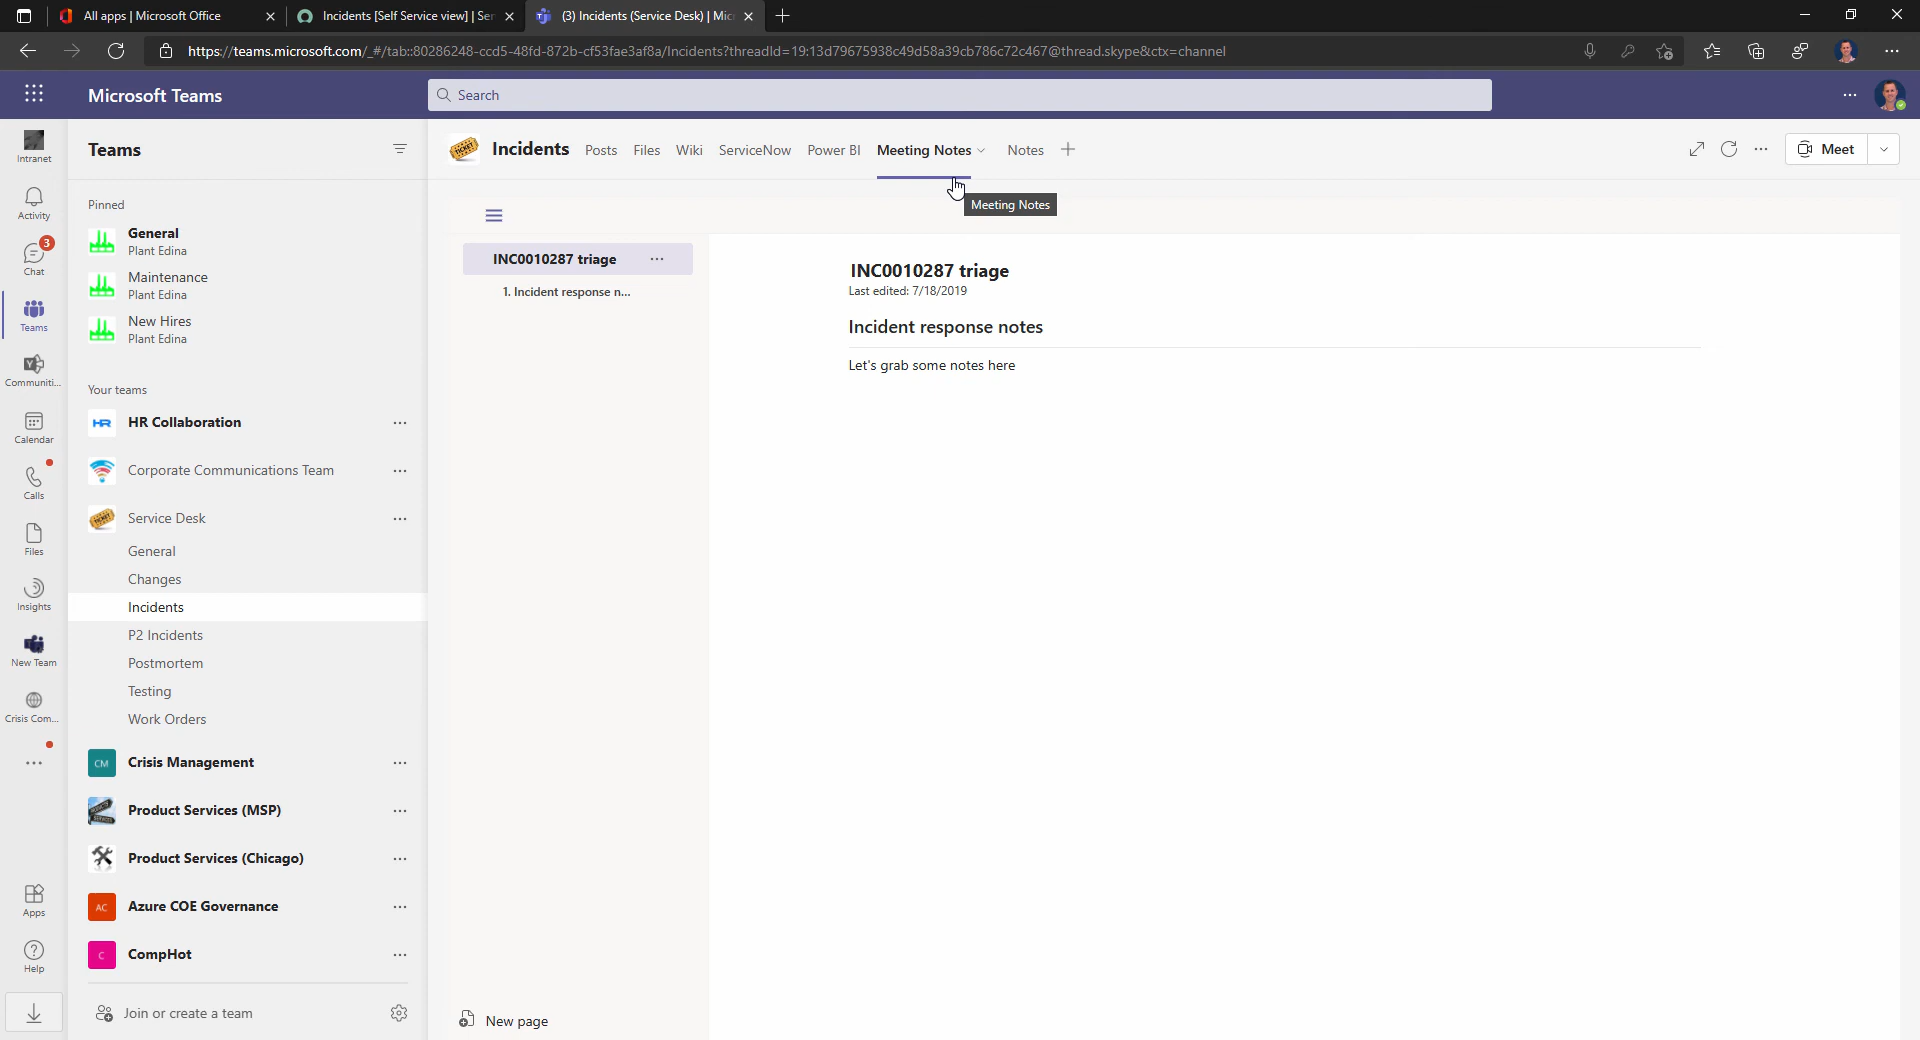 All apps | Microsoft Office
Incidents [Self Service view] | Ser
(3) Incidents (Service Desk) | Mic
https://teams.microsoft.com/_#/tab::80286248-ccd5-48fd-872b-cf53fae3af8a/Incidents?threadId=19:13d79675938c49d58a39cb786c72c467@thread.skype&ctx=channel
Microsoft Teams
Search
Intranet
Activity
3
Chat
Teams
Communiti...
Calendar
Calls
Files
Insights
New Team
Crisis Com...
Apps
Help
Teams
Pinned
General
Plant Edina
Maintenance
Plant Edina
New Hires
Plant Edina
Your teams
HR HR Collaboration
Corporate Communications Team
TICKET Service Desk
General
Changes
Incidents
P2 Incidents
Postmortem
Testing
Work Orders
CM Crisis Management
Product Services (MSP)
Product Services (Chicago)
AC Azure COE Governance
C CompHot
Join or create a team
TICKET Incidents Posts Files Wiki ServiceNow Power BI Meeting Notes Notes
Meet
Meeting Notes
INC0010287 triage
1. Incident response n...
New page
INC0010287 triage
Last edited: 7/18/2019
Incident response notes
Let's grab some notes here